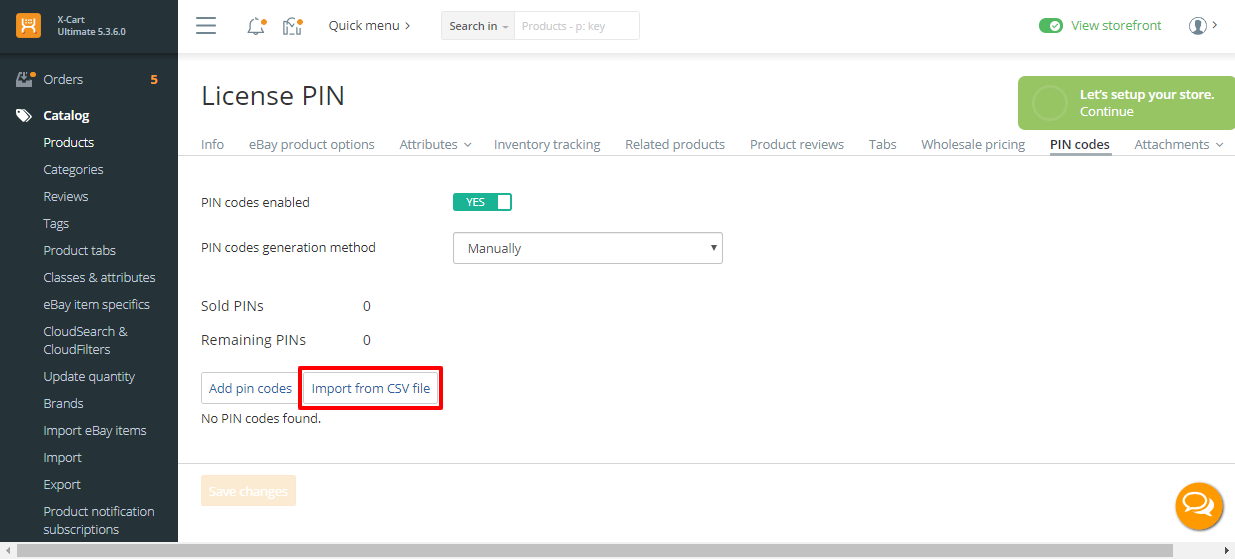 X-Cart
Ultimate 5.3.6.0
Quick menu
Search in
Products - p: key
View storefront
Orders 5
Catalog
Products
Categories
Reviews
Tags
Product tabs
Classes & attributes
eBay item specifics
CloudSearch &
CloudFilters
Update quantity
Brands
Import eBay items
Import
Export
Product notification
subscriptions
License PIN
Let's setup your store.
Continue
Info eBay product options Attributes Inventory tracking Related products Product reviews Tabs Wholesale pricing PIN codes Attachments
PIN codes enabled YES
PIN codes generation method Manually
Sold PINs 0
Remaining PINs 0
Add pin codes Import from CSV file
No PIN codes found.
Save changes